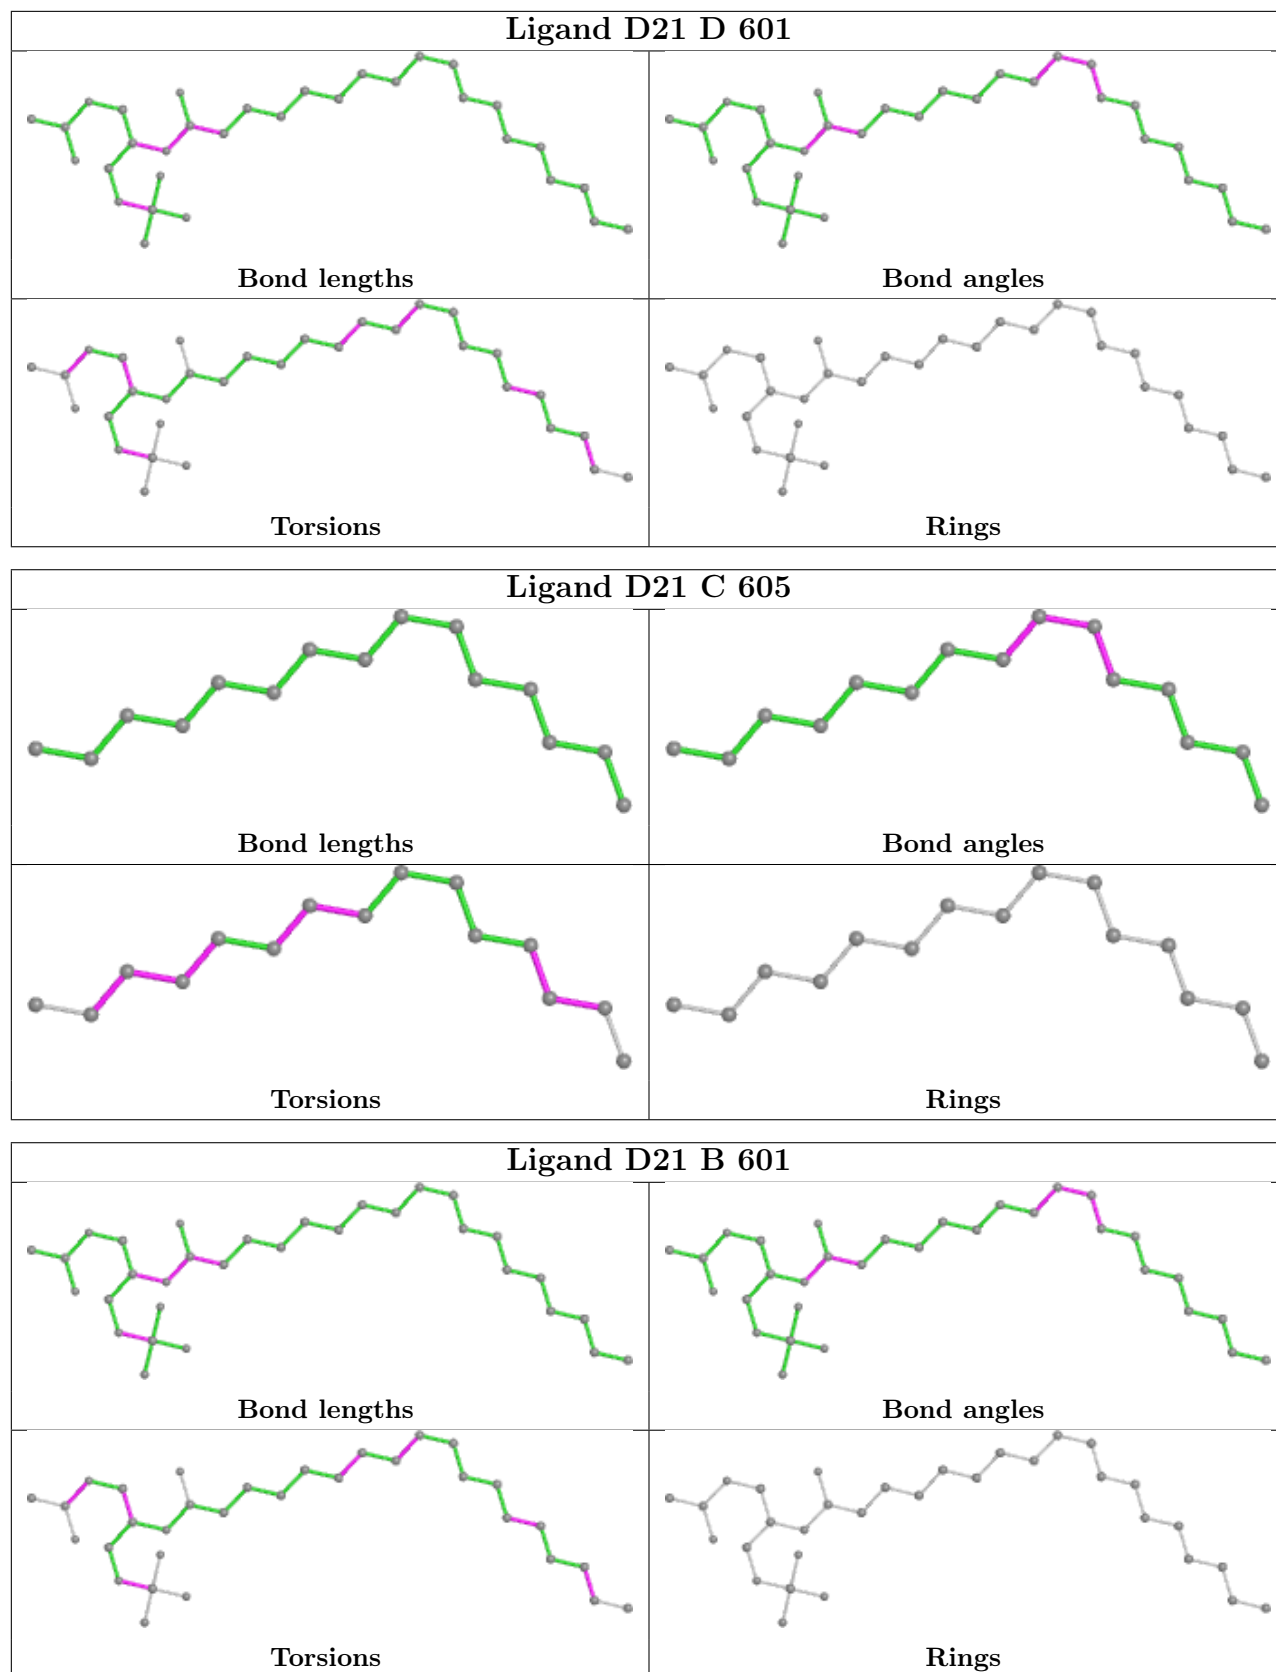 Ligand D21 D 601
Bond lengths
Bond angles
Torsions
Rings
Ligand D21 C 605
Bond lengths
Bond angles
Torsions
Rings
Ligand D21 B 601
Bond lengths
Bond angles
Torsions
Rings